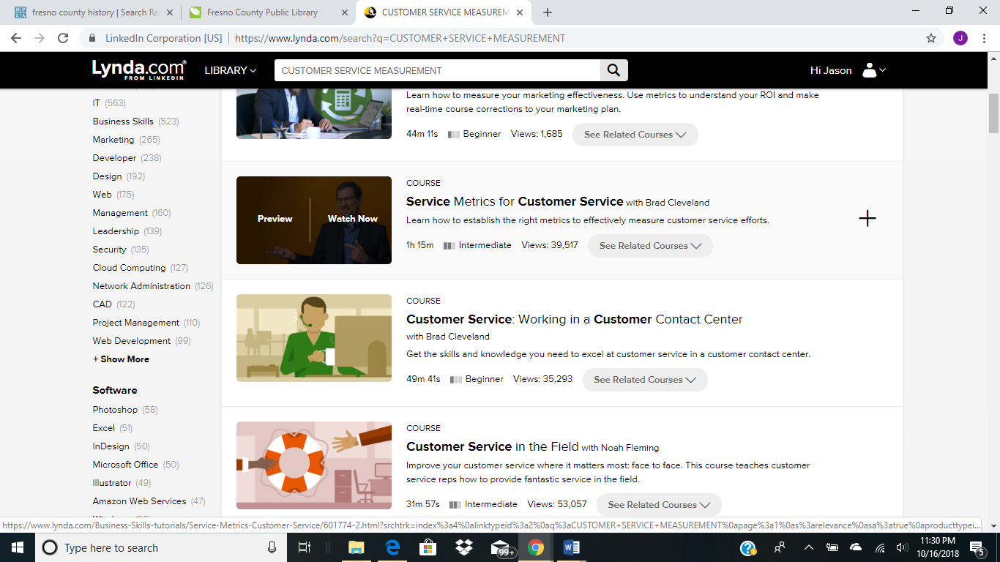 fresno county history | Search Re
Fresno County Public Library
CUSTOMER SERVICE MEASUREM
LinkedIn Corporation [US] | https://www.lynda.com/search?q=CUSTOMER+SERVICE+MEASUREMENT
J
Lynda.com®
FROM LINKEDIN
LIBRARY
CUSTOMER SERVICE MEASUREMENT
Hi Jason
IT (563)
Business Skills (523)
Marketing (265)
Developer (238)
Design (192)
Web (175)
Management (160)
Leadership (139)
Security (135)
Cloud Computing (127)
Network Administration (126)
CAD (122)
Project Management (110)
Web Development (99)
+ Show More
Software
Photoshop (58)
Excel (51)
InDesign (50)
Microsoft Office (50)
Illustrator (49)
Amazon Web Services (47)
Learn how to measure your marketing effectiveness. Use metrics to understand your ROI and make
real-time course corrections to your marketing plan.
44m 11s Beginner Views: 1,685 See Related Courses
Preview Watch Now
COURSE
Service Metrics for Customer Service with Brad Cleveland
Learn how to establish the right metrics to effectively measure customer service efforts.
1h 15m Intermediate Views: 39,517 See Related Courses
COURSE
Customer Service: Working in a Customer Contact Center
with Brad Cleveland
Get the skills and knowledge you need to excel at customer service in a customer contact center.
49m 41s Beginner Views: 35,293 See Related Courses
COURSE
Customer Service in the Field with Noah Fleming
Improve your customer service where it matters most: face to face. This course teaches customer
service reps how to provide fantastic service in the field.
31m 57s Intermediate Views: 53,057 See Related Courses
https://www.lynda.com/Business-Skills-tutorials/Service-Metrics-Customer-Service/601774-2.html?srchtrk=index%3a4%0alinktypeid%3a2%0aq%3aCUSTOMER+SERVICE+MEASUREMENT%0apage%3a1%0as%3arelevance%0asa%3atrue%0aproducttypei...
Type here to search
99+
11:30 PM
10/16/2018
5